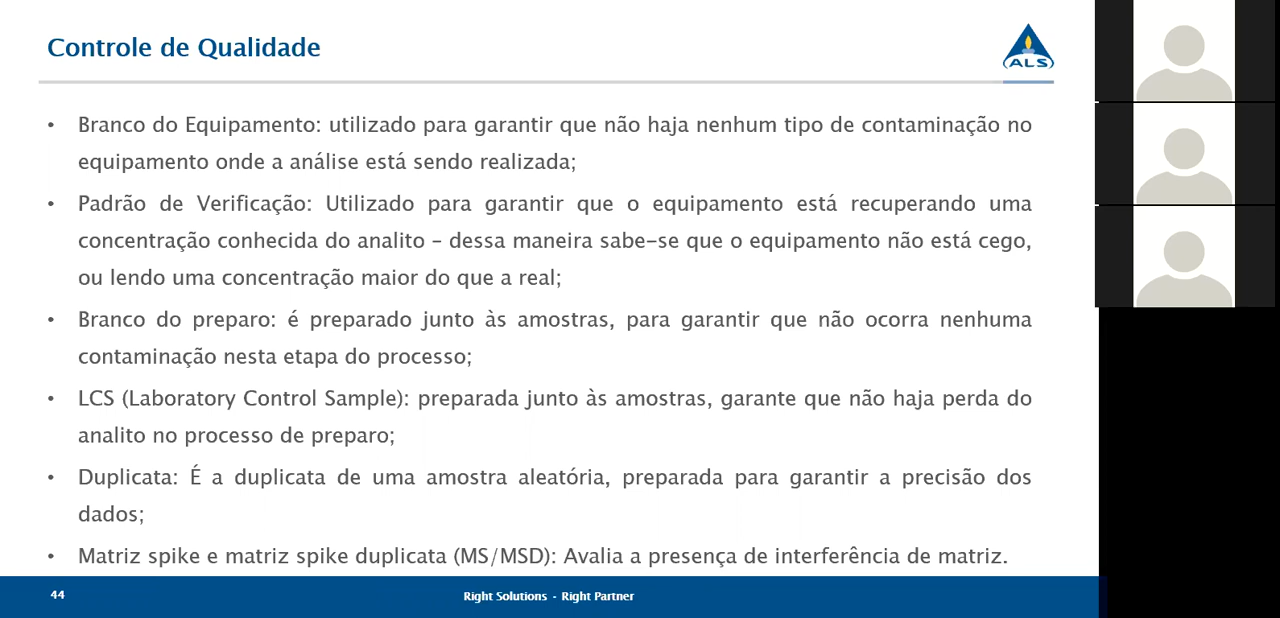 Controle de Qualidade
ALS
• Branco do Equipamento: utilizado para garantir que não haja nenhum tipo de contaminação no
equipamento onde a análise está sendo realizada;
• Padrão de Verificação: Utilizado para garantir que o equipamento está recuperando uma
concentração conhecida do analito – dessa maneira sabe-se que o equipamento não está cego,
ou lendo uma concentração maior do que a real;
• Branco do preparo: é preparado junto às amostras, para garantir que não ocorra nenhuma
contaminação nesta etapa do processo;
• LCS (Laboratory Control Sample): preparada junto às amostras, garante que não haja perda do
analito no processo de preparo;
• Duplicata: É a duplicata de uma amostra aleatória, preparada para garantir a precisão dos
dados;
• Matriz spike e matriz spike duplicata (MS/MSD): Avalia a presença de interferência de matriz.
44
Right Solutions - Right Partner